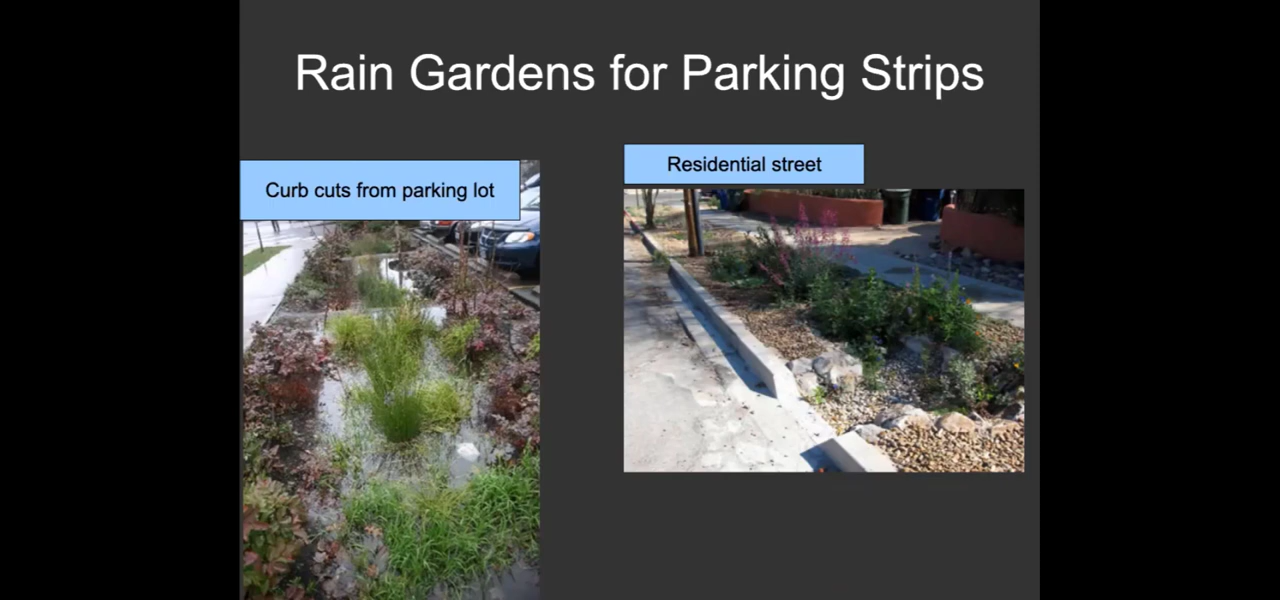 Rain Gardens for Parking Strips
Curb cuts from parking lot
Residential street